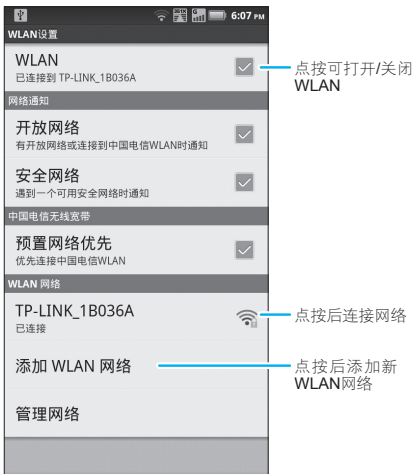 6:07 PM
WLAN设置
WLAN
已连接到 TP-LINK_1B036A
点按可打开/关闭
WLAN
网络通知
开放网络
有开放网络或连接到中国电信WLAN时通知
安全网络
遇到一个可用安全网络时通知
中国电信无线宽带
预置网络优先
优先连接中国电信WLAN
WLAN 网络
TP-LINK_1B036A
已连接
点按后连接网络
添加 WLAN 网络
点按后添加新
WLAN网络
管理网络